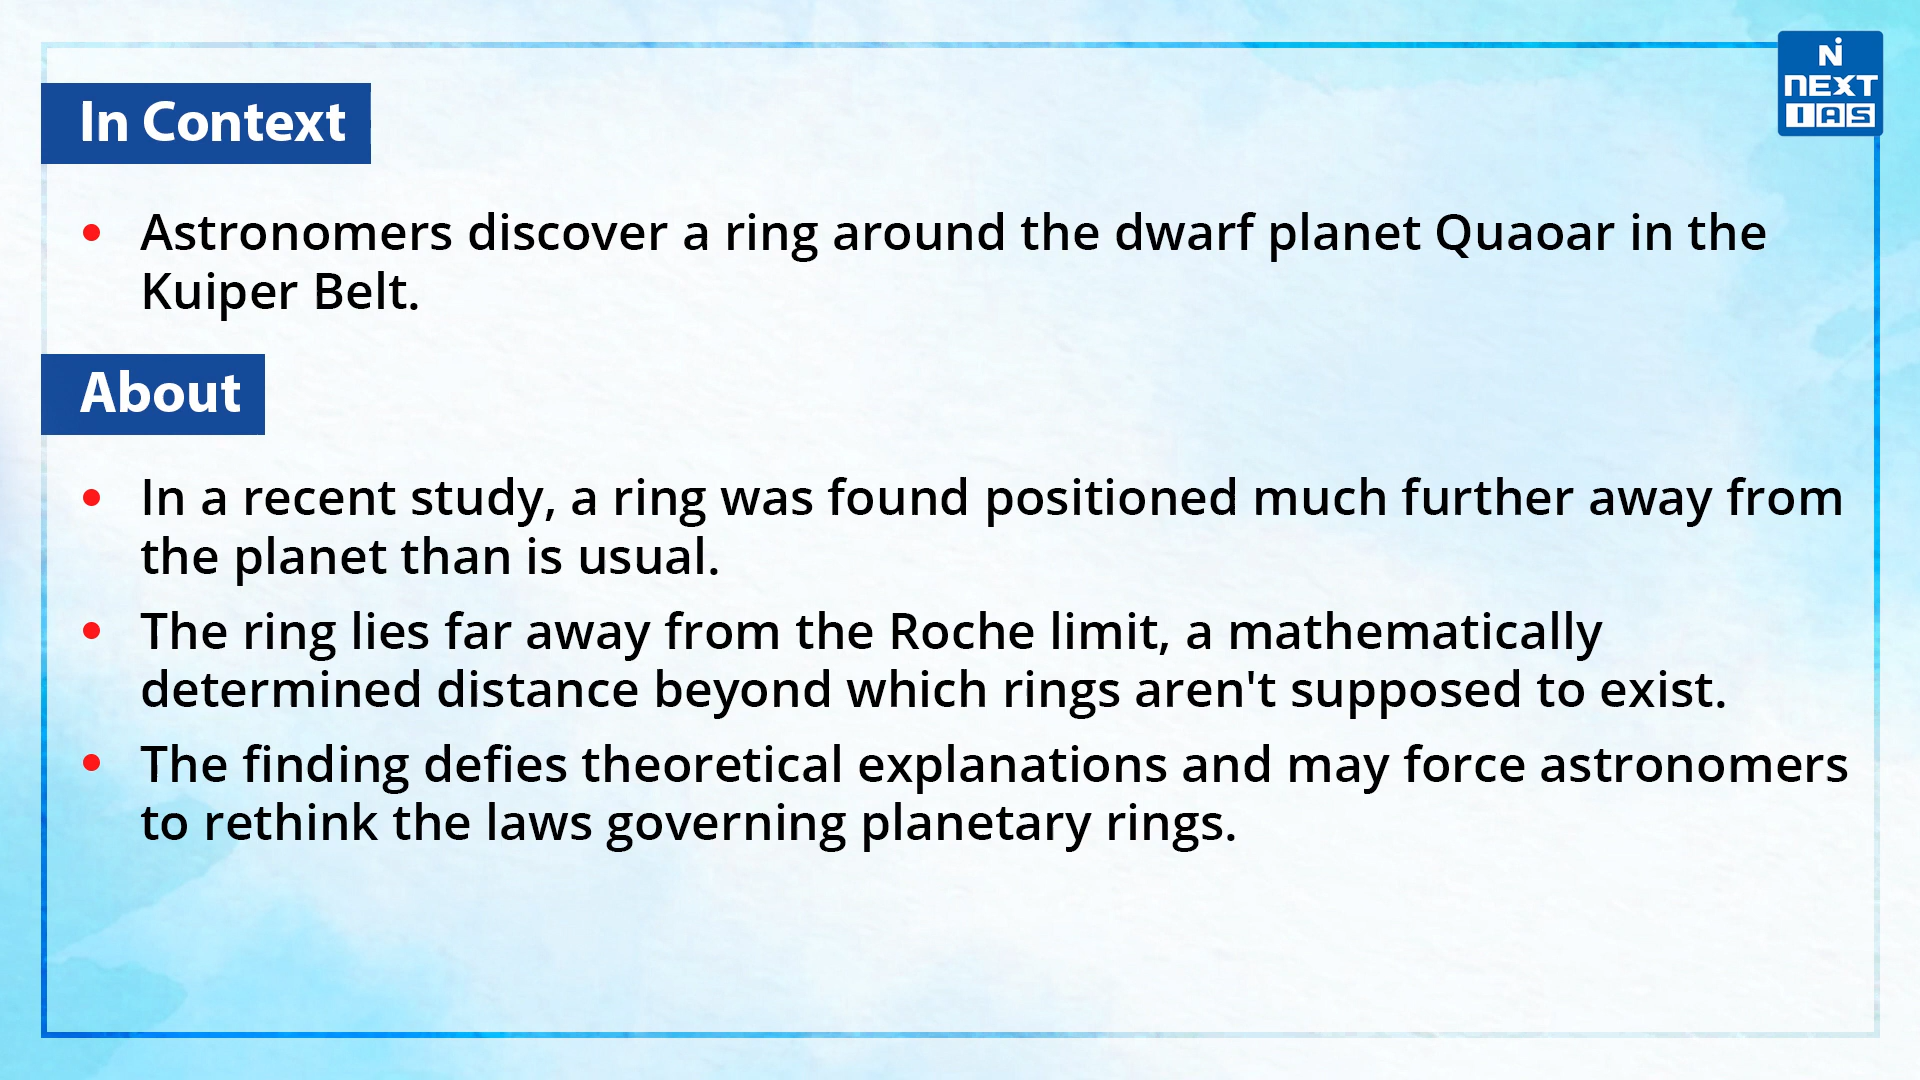 N
NEXT
IAS
In Context
• Astronomers discover a ring around the dwarf planet Quaoar in the
Kuiper Belt.
About
• In a recent study, a ring was found positioned much further away from
the planet than is usual.
• The ring lies far away from the Roche limit, a mathematically
determined distance beyond which rings aren't supposed to exist.
• The finding defies theoretical explanations and may force astronomers
to rethink the laws governing planetary rings.